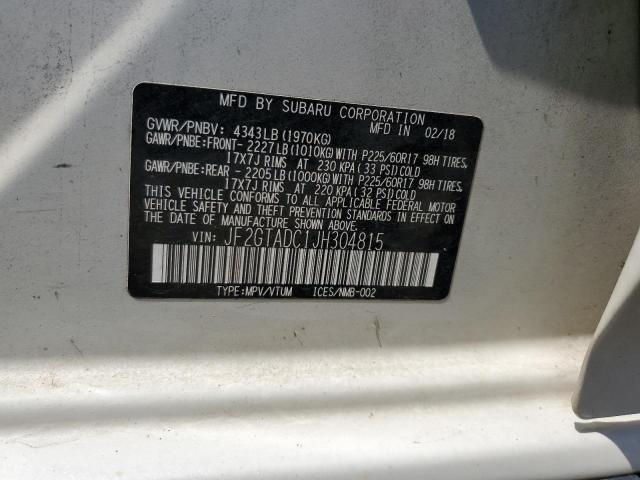 MFD BY SUBARU CORPORATION
GVWR/PNBV: 4343LB(1970KG) MFD IN 02/18
GAWR/PNBE:FRONT- 2227LB(1010KG)WITH P225/60R17 98H TIRES,
17X7J RIMS AT 230 KPA(33 PSI)COLD
GAWR/PNBE:REAR - 2205LB(1000KG)WITH P225/60R17 98H TIRES,
17X7J RIMS AT 220 KPA(32 PSI)COLD
THIS VEHICLE CONFORMS TO ALL APPLICABLE FEDERAL MOTOR
VEHICLE SAFETY AND THEFT PREVENTION STANDARDS IN EFFECT
ON THE DATE OF MANUFACTURE SHOWN ABOVE.
VIN: JF2GTADC1JH304815
TYPE:MPV/VTUM ICES/NMB-002